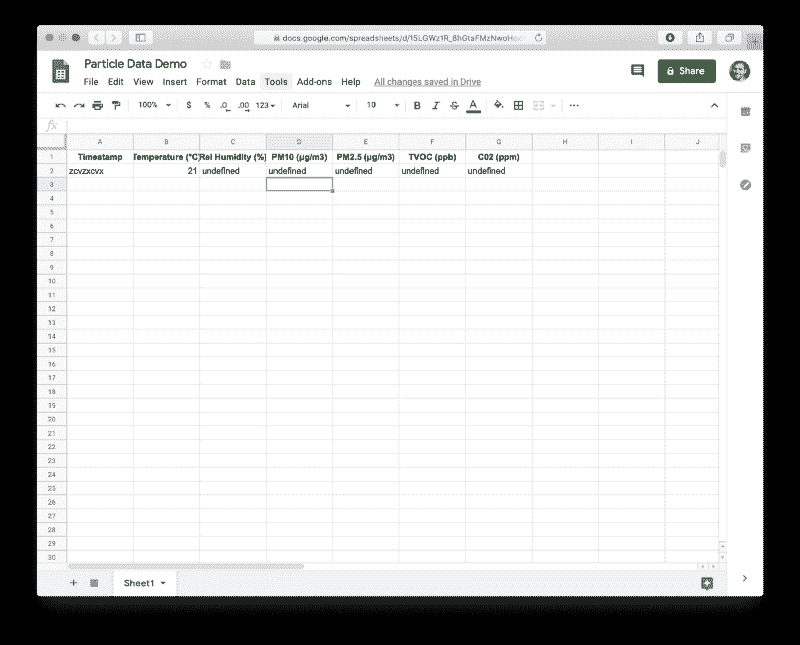 docs.google.com/spreadsheets/d/
Particle Data Demo
File Edit View Insert Format Data Tools Add-ons Help All changes saved in Drive
Share
100% $ % .0 .00 123 Arial 10 B I S A
fx
A B C D E F G H I J
1 Timestamp Temperature (°C) Rel Humidity (%) PM10 (μg/m3) PM2.5 (μg/m3) TVOC (ppb) C02 (ppm)
2 zcvzxcvx 21 undefined undefined undefined undefined undefined
3
4
5
6
7
8
9
10
11
12
13
14
15
16
17
18
19
20
21
22
23
24
25
26
27
28
29
30
Sheet1